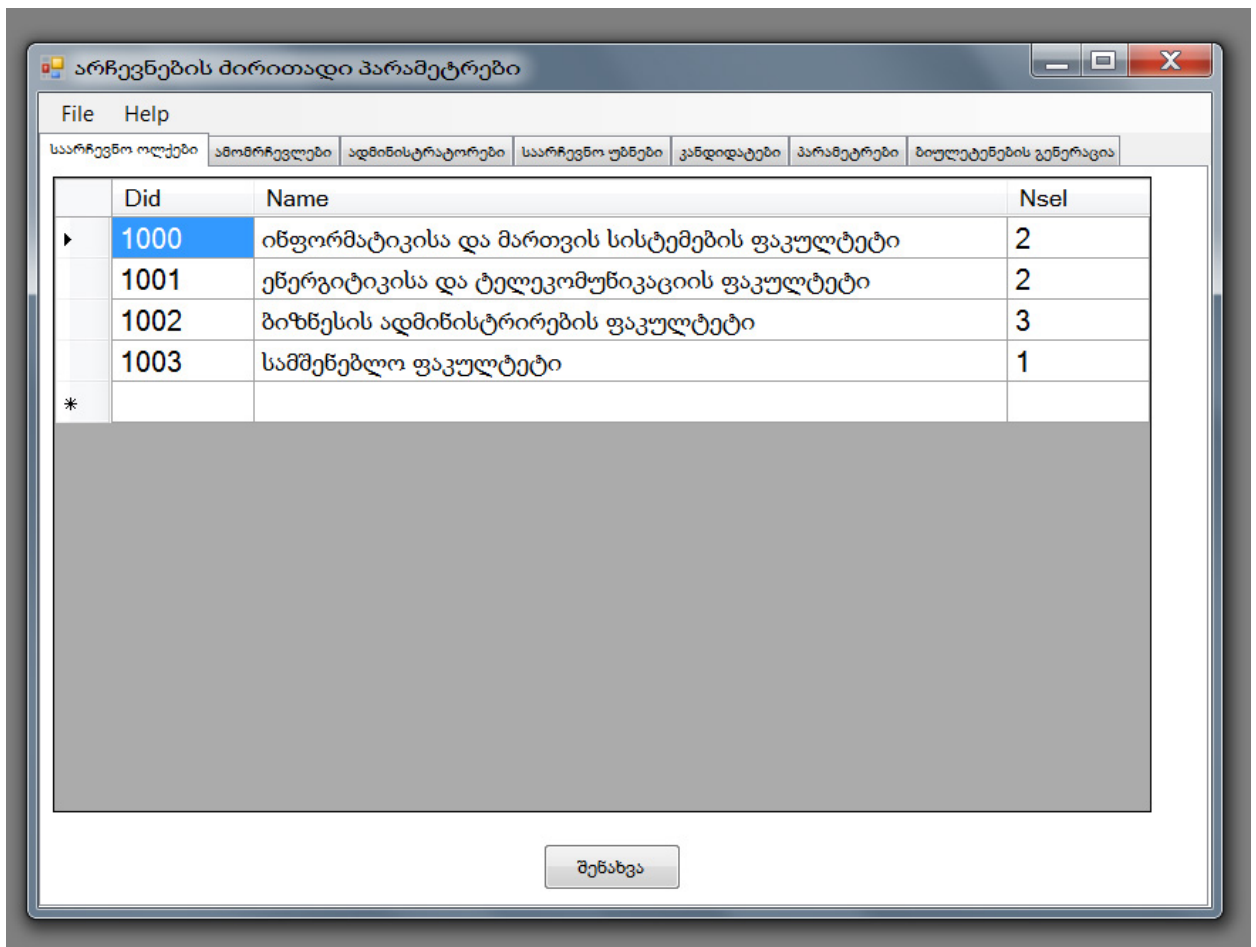 არჩევნების ძირითადი პარამეტრები
File Help
საარჩევნო ოლქები ამომრჩევლები ადმინისტრატორები საარჩევნო უბნები კანდიდატები პარამეტრები ბიულეტენების გენერაცია
Did Name Nsel
1000 ინფორმატიკისა და მართვის სისტემების ფაკულტეტი 2
1001 ენერგიტიკისა და ტელეკომუნიკაციის ფაკულტეტი 2
1002 ბიზნესის ადმინისტრირების ფაკულტეტი 3
1003 სამშენებლო ფაკულტეტი 1
შენახვა